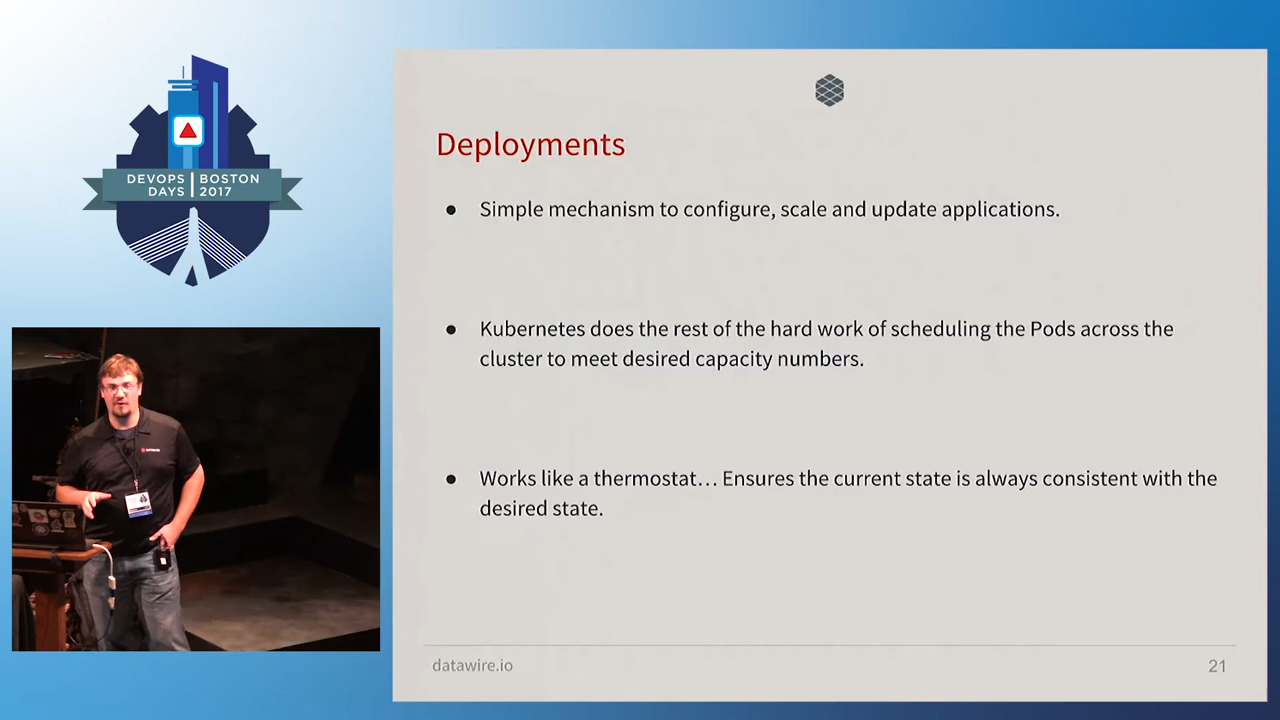 DEVOPS DAYS
BOSTON 2017
Deployments
● Simple mechanism to configure, scale and update applications.
● Kubernetes does the rest of the hard work of scheduling the Pods across the
cluster to meet desired capacity numbers.
● Works like a thermostat… Ensures the current state is always consistent with the
desired state.
datawire.io
21